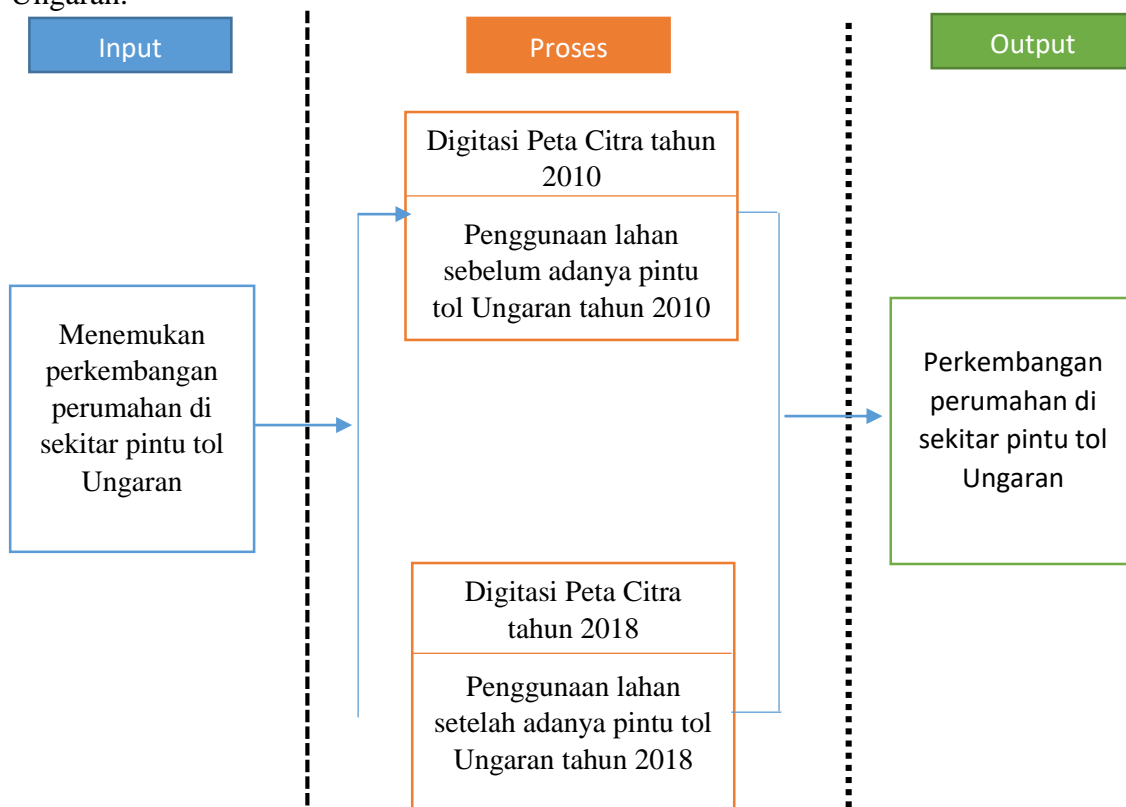 Ungaran.
Input
Proses
Output
Digitasi Peta Citra tahun
2010
Penggunaan lahan
sebelum adanya pintu
tol Ungaran tahun 2010
Menemukan
perkembangan
perumahan di
sekitar pintu tol
Ungaran
Perkembangan
perumahan di
sekitar pintu tol
Ungaran
Digitasi Peta Citra
tahun 2018
Penggunaan lahan
setelah adanya pintu tol
Ungaran tahun 2018